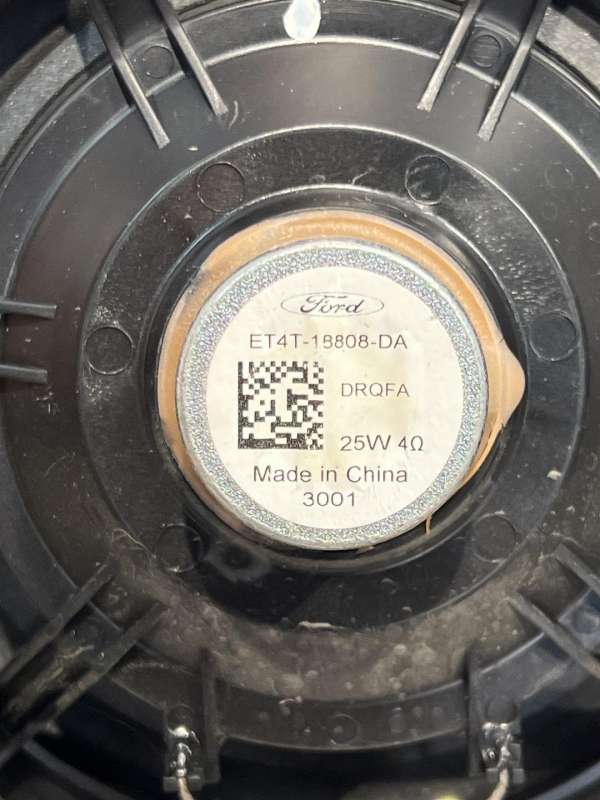 Ford
ET4T-18808-DA
DRQFA
25W 4Ω
Made in China
3001